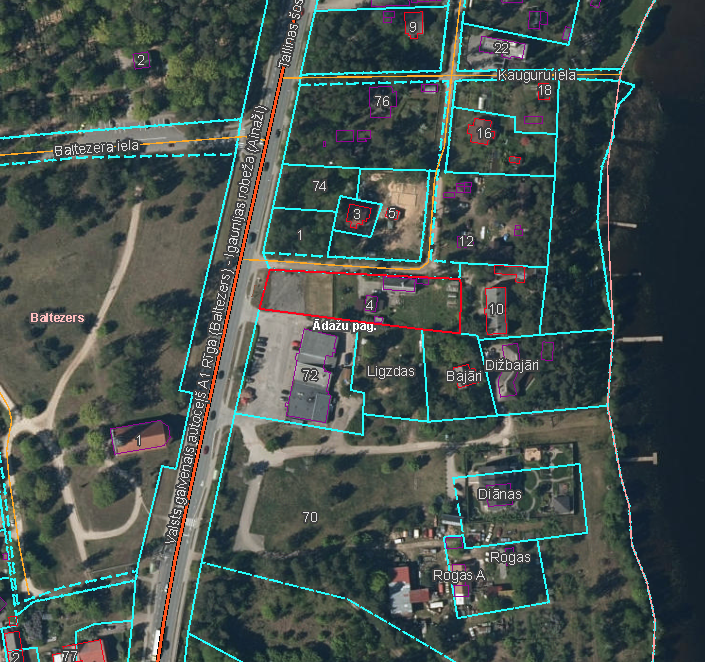 Tallinas šos
9
22
2
Kauguru iela
18
76
16
Baltezera iela
74
3
5
1
12
Valsts galvenais autoceļš A1 Rīga (Baltezers) - Igaunijas robeža (Ainaži)
4
10
Baltezers
Ādažu pag.
72
Ligzdas
Bajāri
Dižbajāri
1
Diānas
70
Rogas
Rogas A
2
77